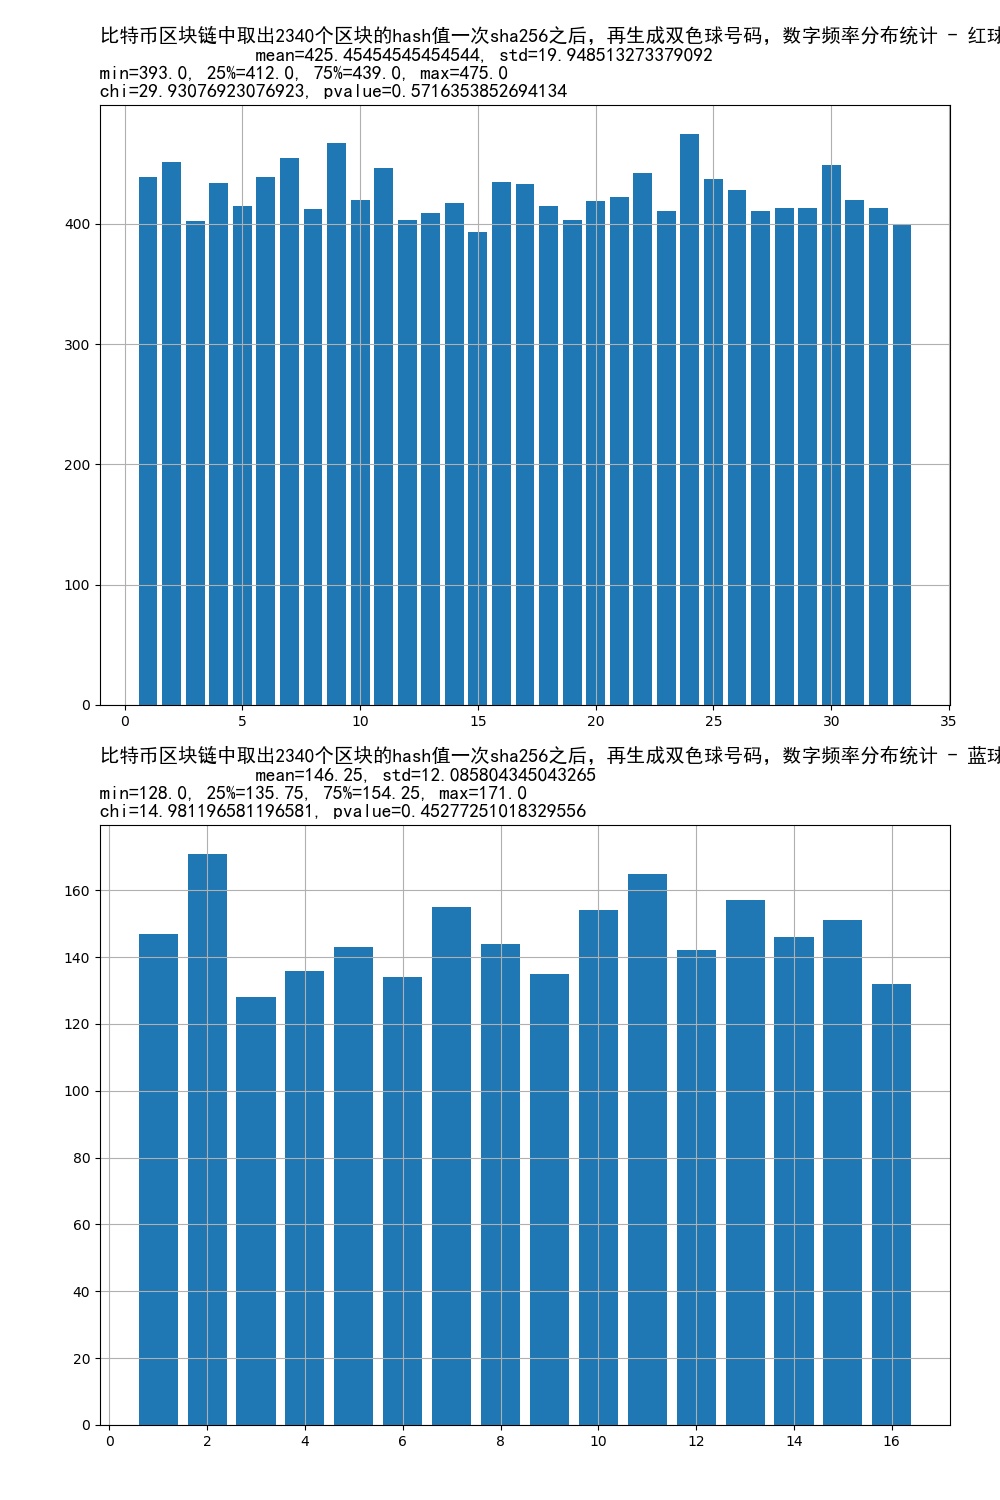 比特币区块链中取出2340个区块的hash值一次sha256之后，再生成双色球号码，数字频率分布统计 - 红球
mean=425.45454545454544, std=19.948513273379092
min=393.0, 25%=412.0, 75%=439.0, max=475.0
chi=29.93076923076923, pvalue=0.5716353852694134
400
300
200
100
0
0 5 10 15 20 25 30 35
比特币区块链中取出2340个区块的hash值一次sha256之后，再生成双色球号码，数字频率分布统计 - 蓝球
mean=146.25, std=12.085804345043265
min=128.0, 25%=135.75, 75%=154.25, max=171.0
chi=14.981196581196581, pvalue=0.45277251018329556
160
140
120
100
80
60
40
20
0
0 2 4 6 8 10 12 14 16